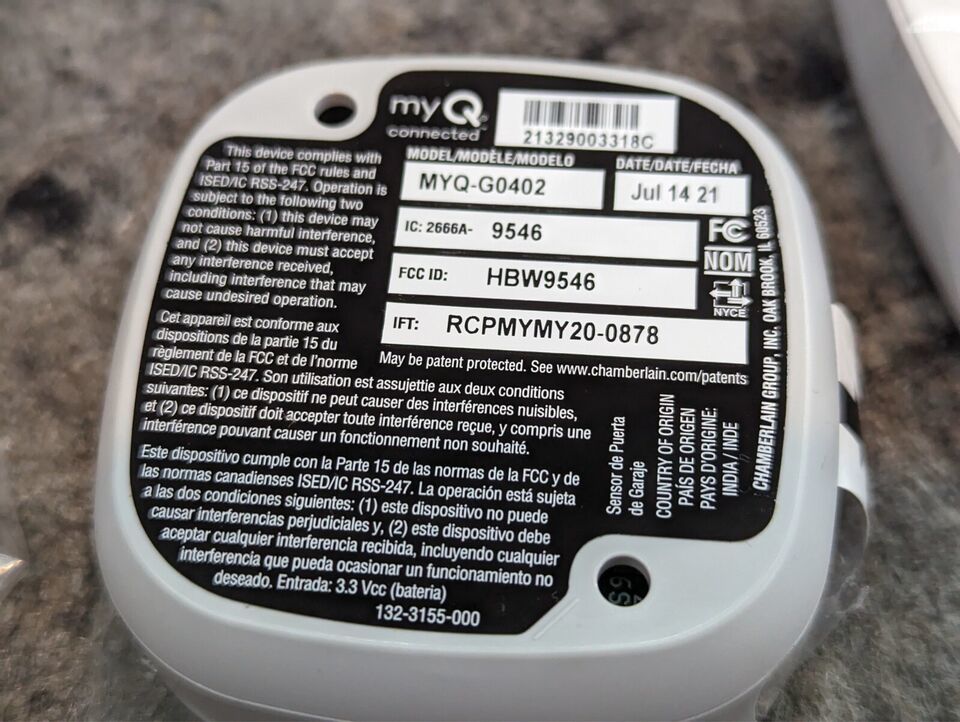 myQ
connected
21329003318C
MODEL/MODÈLE/MODELO
MYQ-G0402
DATE/DATE/FECHA
Jul 14 21
IC: 2666A- 9546
FCC ID: HBW9546
IFT: RCPMYMY20-0878
FC
NOM
NYCE
May be patent protected. See www.chamberlain.com/patents
This device complies with
Part 15 of the FCC rules and
ISED/IC RSS-247. Operation is
subject to the following two
conditions: (1) this device may
not cause harmful interference,
and (2) this device must accept
any interference received,
including interference that may
cause undesired operation.
Cet appareil est conforme aux
dispositions de la partie 15 du
règlement de la FCC et de l'norme
ISED/IC RSS-247. Son utilisation est assujettie aux deux conditions
suivantes: (1) ce dispositif ne peut causer des interférences nuisibles,
et (2) ce dispositif doit accepter toute interférence reçue, y compris une
interférence pouvant causer un fonctionnement non souhaité.
Este dispositivo cumple con la Parte 15 de las normas de la FCC y de
las normas canadienses ISED/IC RSS-247. La operación está sujeta
a las dos condiciones siguientes: (1) este dispositivo no puede
causar interferencias perjudiciales y, (2) este dispositivo debe
aceptar cualquier interferencia recibida, incluyendo cualquier
interferencia que pueda ocasionar un funcionamiento no
deseado. Entrada: 3.3 Vcc (bateria)
132-3155-000
Sensor de Puerta
de Garaje
COUNTRY OF ORIGIN
PAÍS DE ORIGEN
PAYS D'ORIGINE:
INDIA / INDE
CHAMBERLAIN GROUP, INC. OAK BROOK, IL 60523